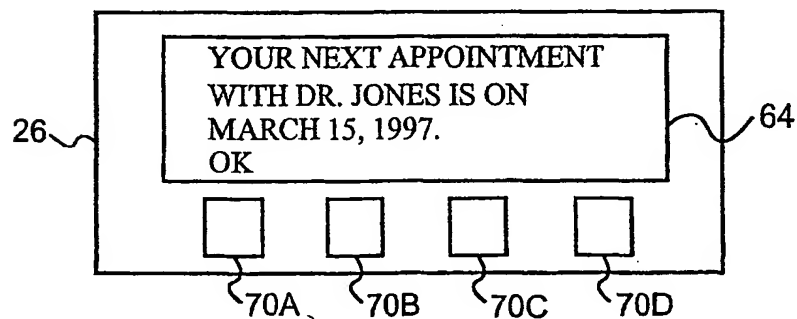 YOUR NEXT APPOINTMENT
WITH DR. JONES IS ON
MARCH 15, 1997.
OK
26
64
70A
70B
70C
70D